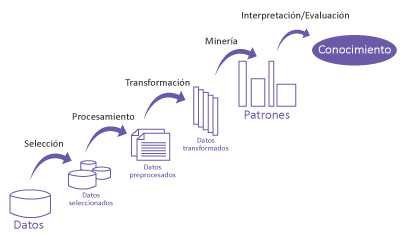 Interpretación/Evaluación
Minería
Conocimiento
Transformación
Patrones
Procesamiento
Datos
transformados
Selección
Datos
preprocesados
Datos
seleccionados
Datos